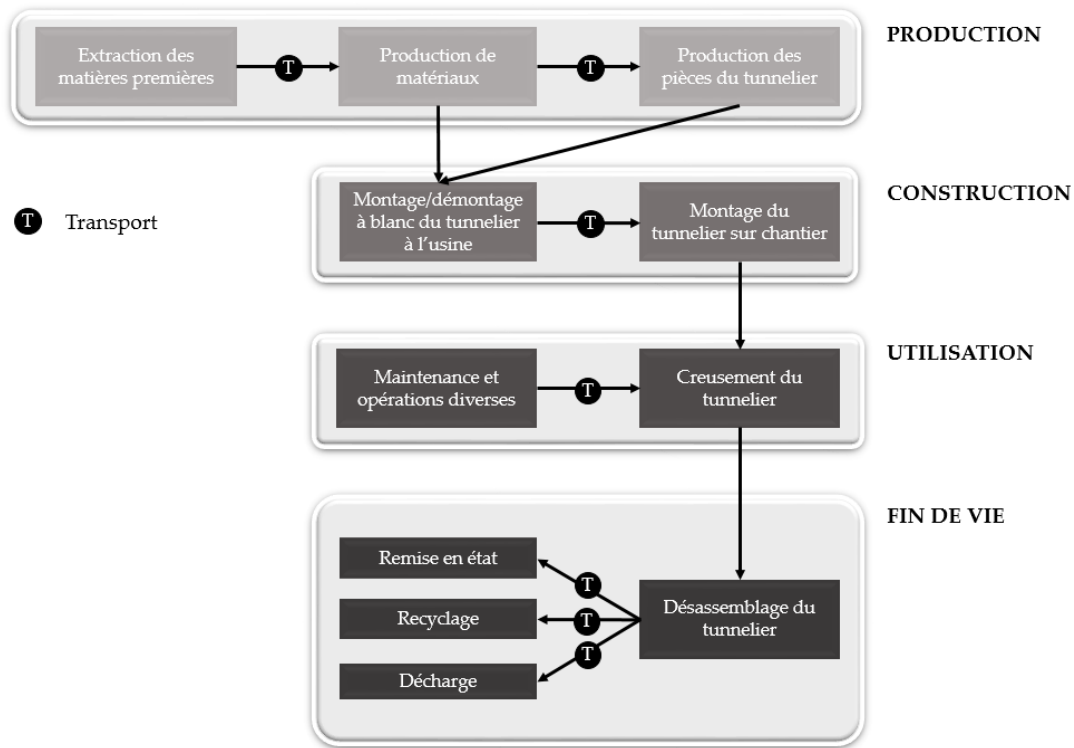 PRODUCTION
Extraction des
matières premières
T
Production de
matériaux
T
Production des
pièces du tunnelier
CONSTRUCTION
T Transport
Montage/démontage
à blanc du tunnelier
à l'usine
T
Montage du
tunnelier sur chantier
UTILISATION
Maintenance et
opérations diverses
T
Creusement du
tunnelier
FIN DE VIE
Remise en état
T
Recyclage
T
Décharge
T
Désassemblage du
tunnelier